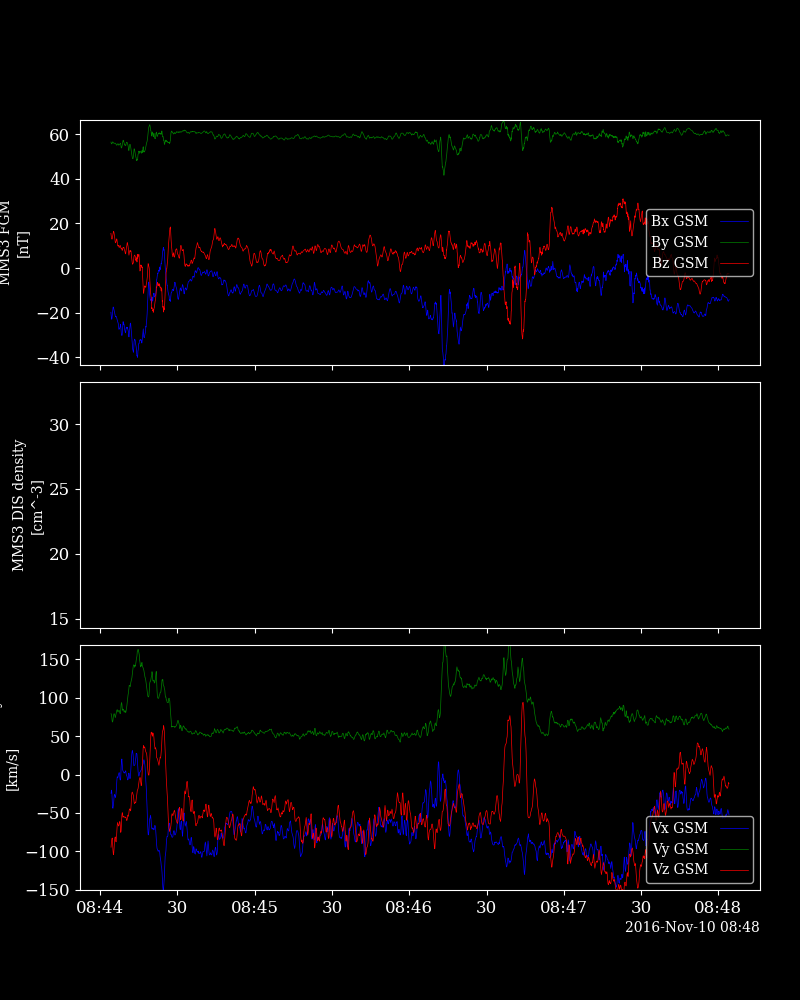 60
40
20
0
−20
−40
MMS3 FGM
[nT]
Bx GSM
By GSM
Bz GSM
30
25
20
15
MMS3 DIS density
[cm^-3]
150
100
50
0
−50
−100
−150
[km/s]
Vx GSM
Vy GSM
Vz GSM
08:44 30 08:45 30 08:46 30 08:47 30 08:48
2016-Nov-10 08:48